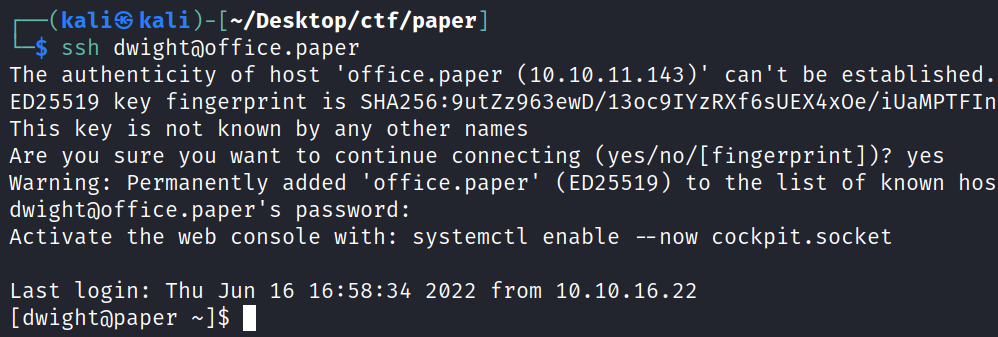 ┌──(kali㉿kali)-[~/Desktop/ctf/paper]
└─$ ssh dwight@office.paper
The authenticity of host 'office.paper (10.10.11.143)' can't be established.
ED25519 key fingerprint is SHA256:9utZz963ewD/13oc9IYzRXf6sUEX4xOe/iUaMPTFIn
This key is not known by any other names
Are you sure you want to continue connecting (yes/no/[fingerprint])? yes
Warning: Permanently added 'office.paper' (ED25519) to the list of known hos
dwight@office.paper's password:
Activate the web console with: systemctl enable --now cockpit.socket
Last login: Thu Jun 16 16:58:34 2022 from 10.10.16.22
[dwight@paper ~]$